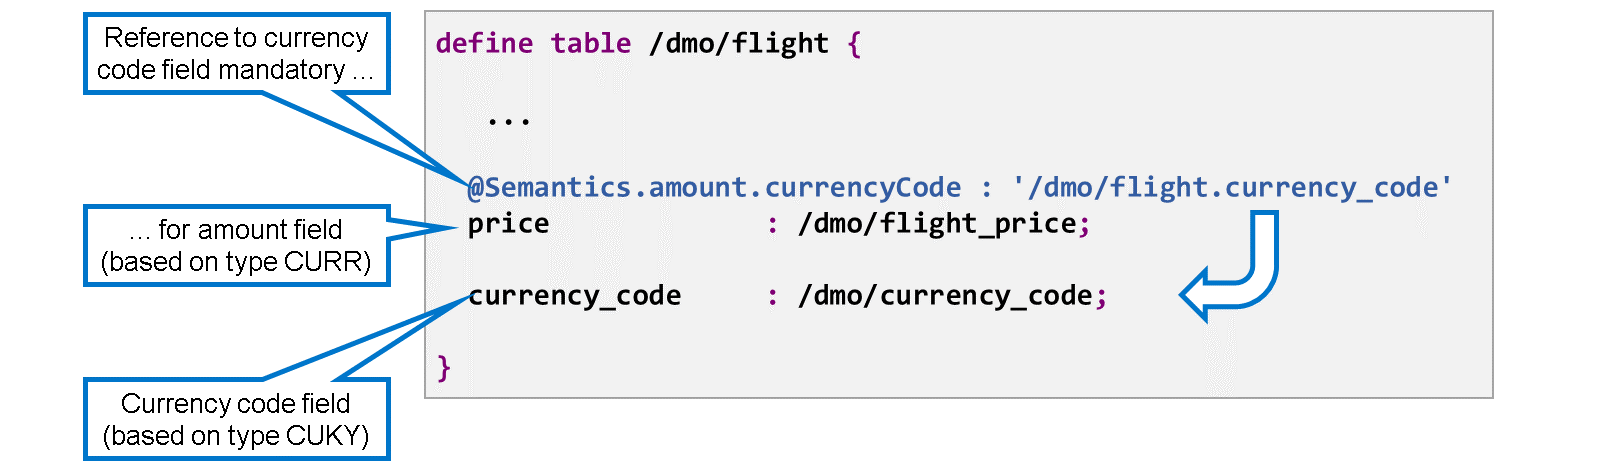 Reference to currency
code field mandatory ...
define table /dmo/flight {
...
@Semantics.amount.currencyCode : '/dmo/flight.currency_code'
... for amount field
(based on type CURR)
price : /dmo/flight_price;
currency_code : /dmo/currency_code;
}
Currency code field
(based on type CUKY)